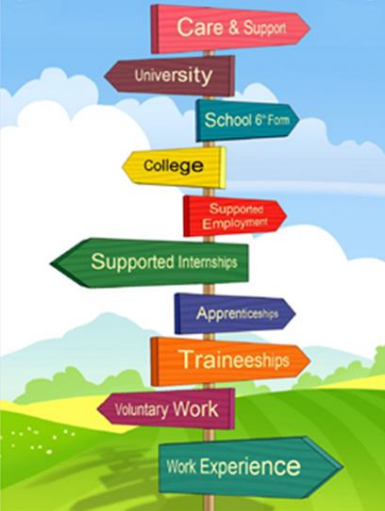 Care & Support
University
School 6th Form
College
Supported
Employment
Supported Internships
Apprenticeships
Traineeships
Voluntary Work
Work Experience